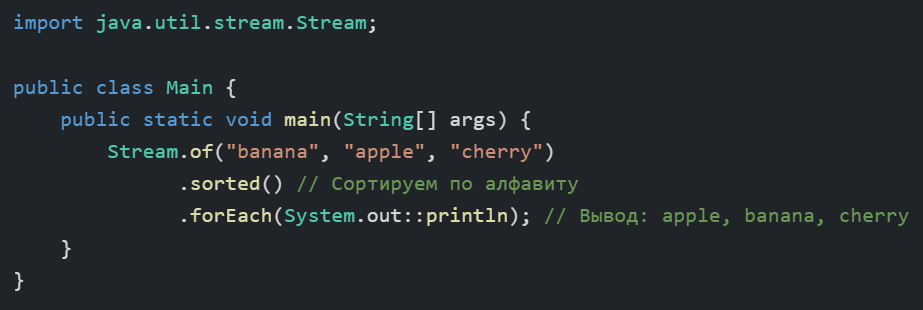 import java.util.stream.Stream;
public class Main {
public static void main(String[] args) {
Stream.of("banana", "apple", "cherry")
.sorted() // Сортируем по алфавиту
.forEach(System.out::println); // Вывод: apple, banana, cherry
}
}